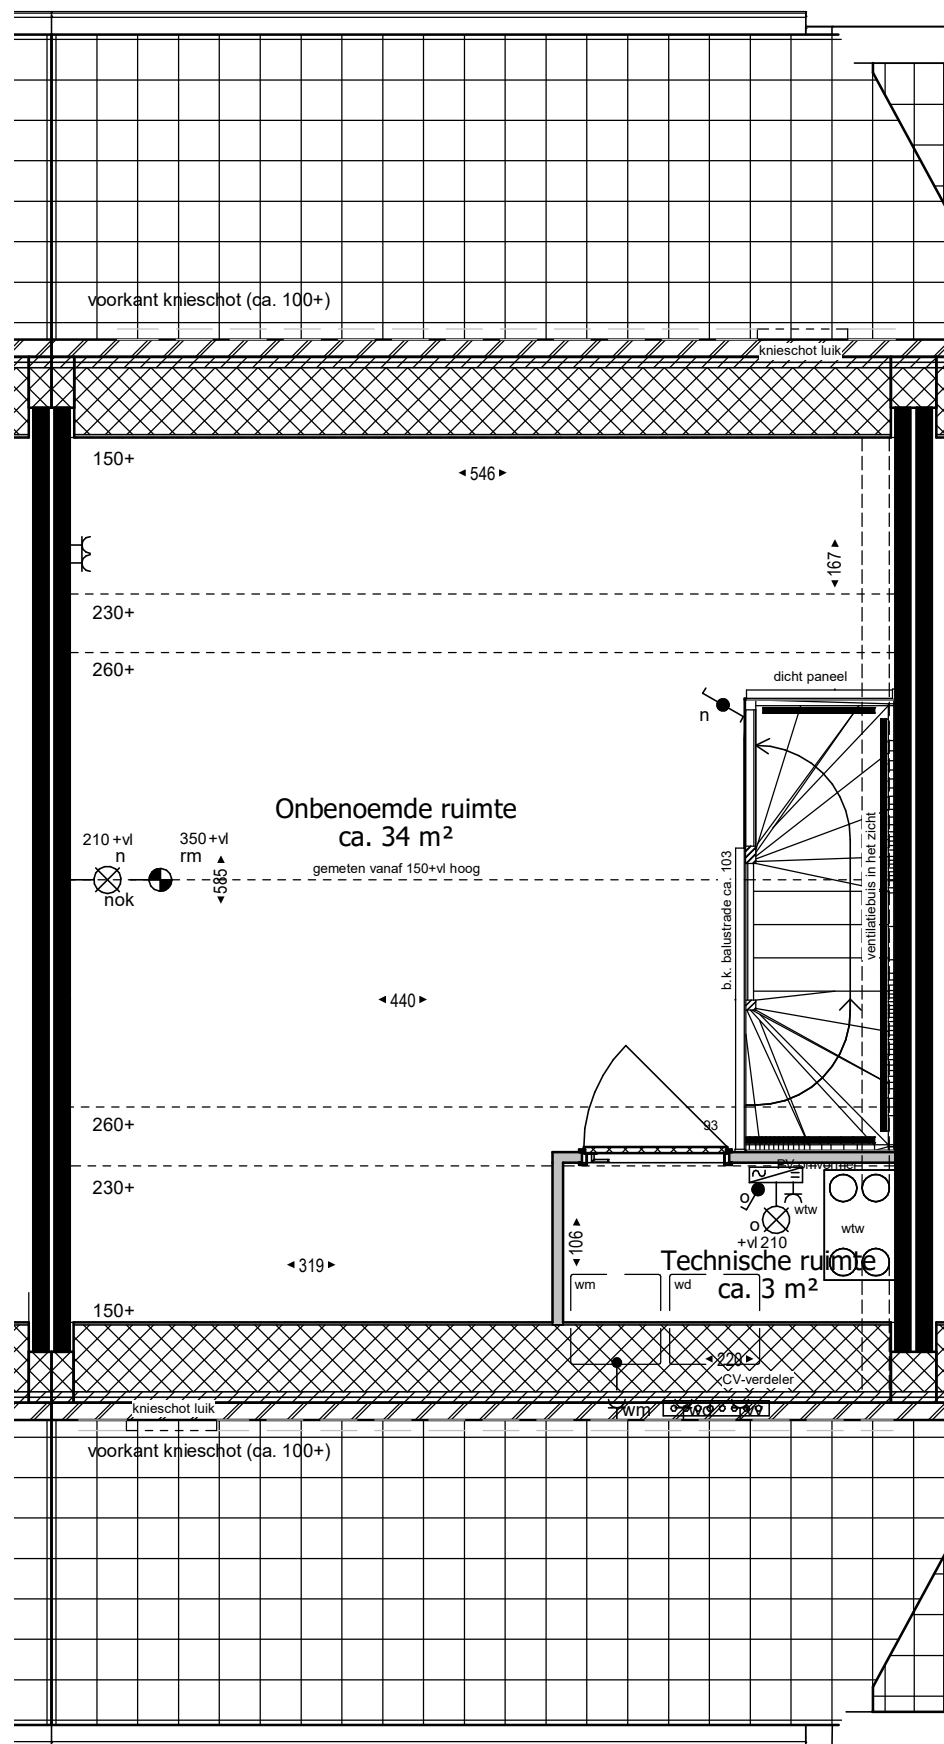 voorkant knieschot (ca. 100+)
knieschot luik
150+
546
167
230+
260+
dicht paneel
n
Onbenoemde ruimte
ca. 34 m²
gemeten vanaf 150+vl hoog
210 +vl
n
nok
350 +vl
rm
585
b.k. balustrade ca. 103
ventilatiebuis in het zicht
440
260+
93
230+
PV-omvormer
o
wtw
wtw
o
+vl 210
106
319
Technische ruimte
ca. 3 m²
wm
wd
150+
220
CV-verdeler
knieschot luik
wm
wd
voorkant knieschot (ca. 100+)